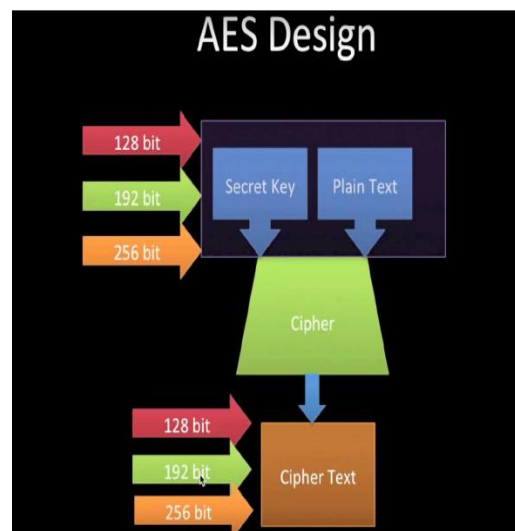 AES Design
128 bit
192 bit
256 bit
Secret Key
Plain Text
Cipher
128 bit
192 bit
256 bit
Cipher Text